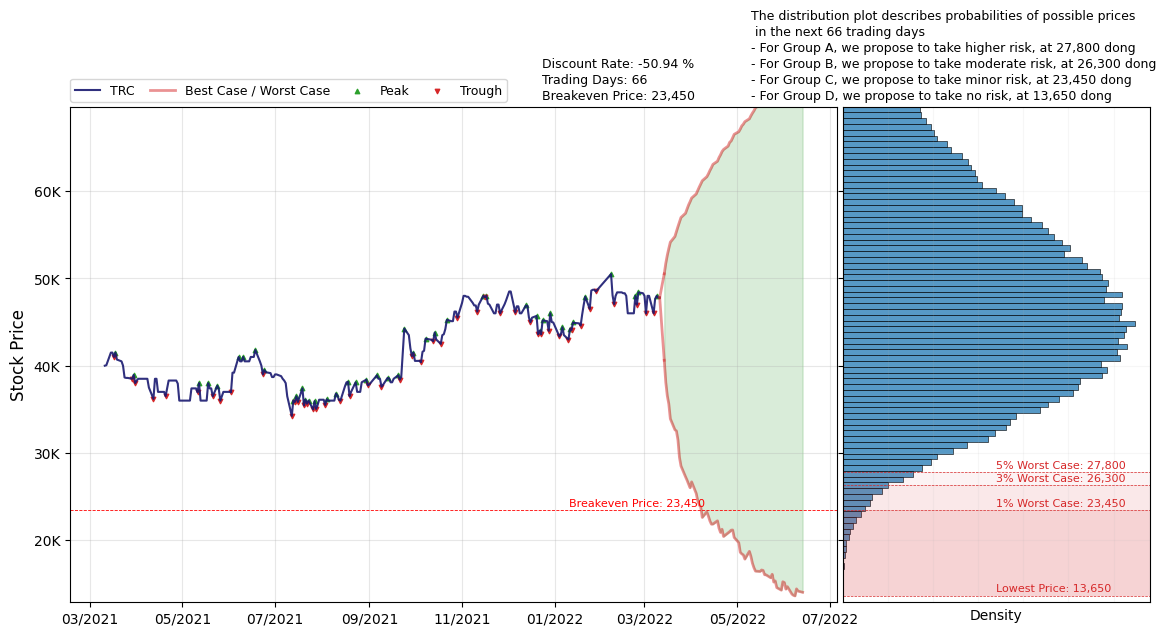 The distribution plot describes probabilities of possible prices
in the next 66 trading days
- For Group A, we propose to take higher risk, at 27,800 dong
- For Group B, we propose to take moderate risk, at 26,300 dong
- For Group C, we propose to take minor risk, at 23,450 dong
- For Group D, we propose to take no risk, at 13,650 dong
Discount Rate: -50.94 %
Trading Days: 66
Breakeven Price: 23,450
TRC
Best Case / Worst Case
Peak
Trough
Stock Price
60K
50K
40K
30K
20K
Breakeven Price: 23,450
03/2021
05/2021
07/2021
09/2021
11/2021
01/2022
03/2022
05/2022
07/2022
5% Worst Case: 27,800
3% Worst Case: 26,300
1% Worst Case: 23,450
Lowest Price: 13,650
Density